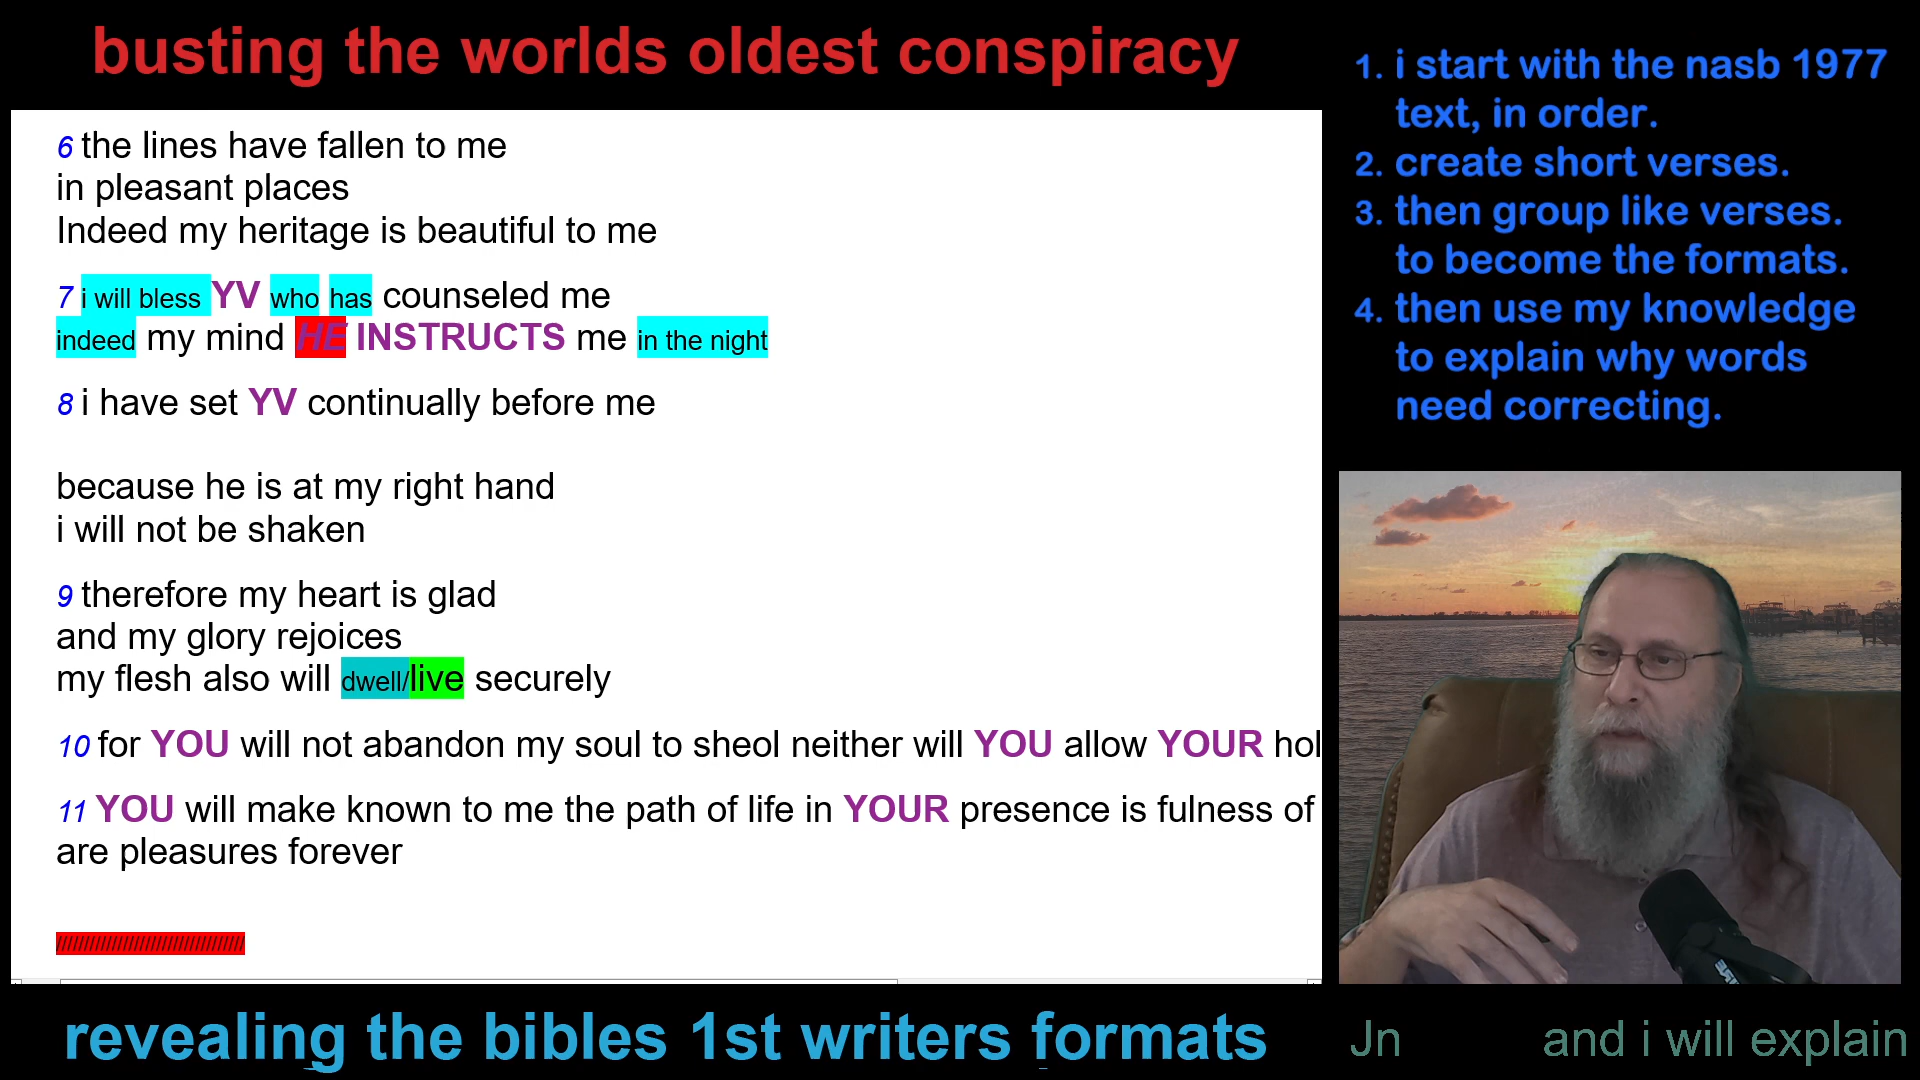 busting the worlds oldest conspiracy
6 the lines have fallen to me
in pleasant places
Indeed my heritage is beautiful to me
7 i will bless YV who has counseled me
indeed my mind HE INSTRUCTS me in the night
8 i have set YV continually before me
because he is at my right hand
i will not be shaken
9 therefore my heart is glad
and my glory rejoices
my flesh also will dwell/live securely
10 for YOU will not abandon my soul to sheol neither will YOU allow YOUR hol
11 YOU will make known to me the path of life in YOUR presence is fulness of
are pleasures forever
1. i start with the nasb 1977
text, in order.
2. create short verses.
3. then group like verses.
to become the formats.
4. then use my knowledge
to explain why words
need correcting.
revealing the bibles 1st writers formats
Jn and i will explain